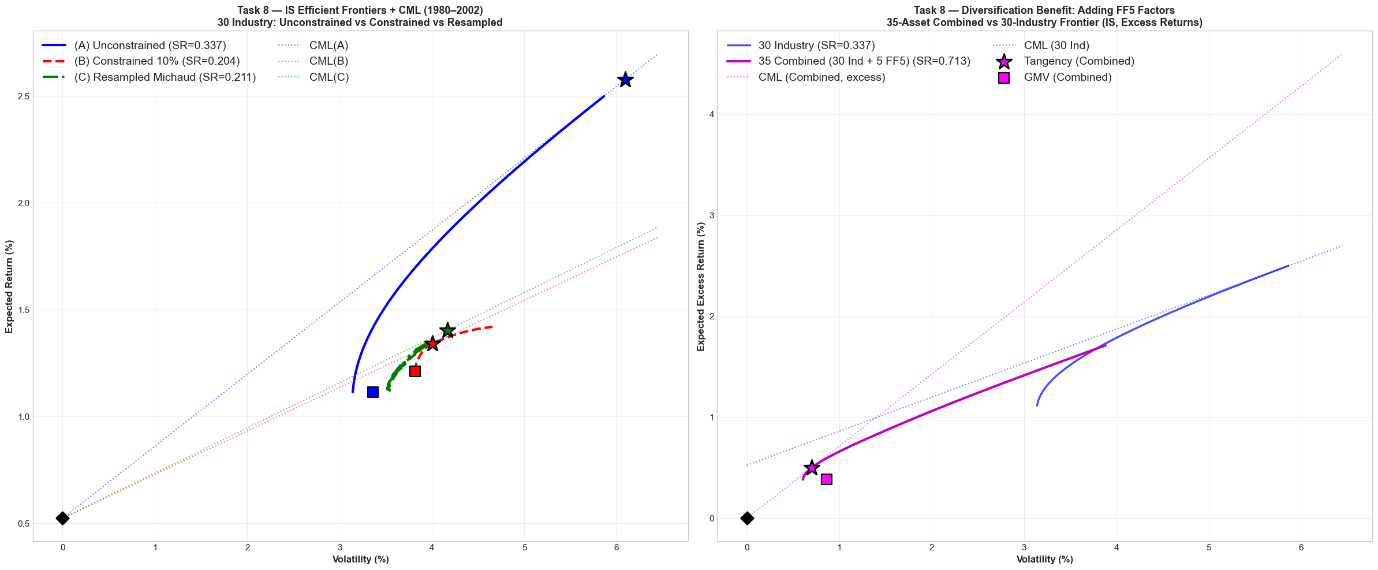 Task 8 — IS Efficient Frontiers + CML (1980–2002)
30 Industry: Unconstrained vs Constrained vs Resampled
(A) Unconstrained (SR=0.337)
(B) Constrained 10% (SR=0.204)
(C) Resampled Michaud (SR=0.211)
CML(A)
CML(B)
CML(C)
Expected Return (%)
2.5
2.0
1.5
1.0
0.5
0 1 2 3 4 5 6
Volatility (%)
Task 8 — Diversification Benefit: Adding FF5 Factors
35-Asset Combined vs 30-Industry Frontier (IS, Excess Returns)
30 Industry (SR=0.337)
35 Combined (30 Ind + 5 FF5) (SR=0.713)
CML (Combined, excess)
CML (30 Ind)
Tangency (Combined)
GMV (Combined)
Expected Excess Return (%)
4
3
2
1
0
0 1 2 3 4 5 6
Volatility (%)